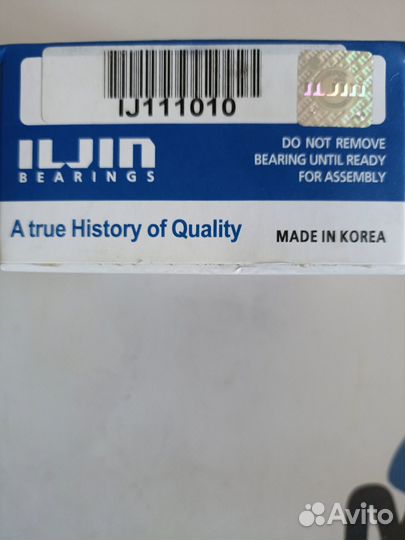 IJ111010
ILJIN
ILJIN
BEARINGS
DO NOT REMOVE
BEARING UNTIL READY
FOR ASSEMBLY
A true History of Quality
MADE IN KOREA
Avito